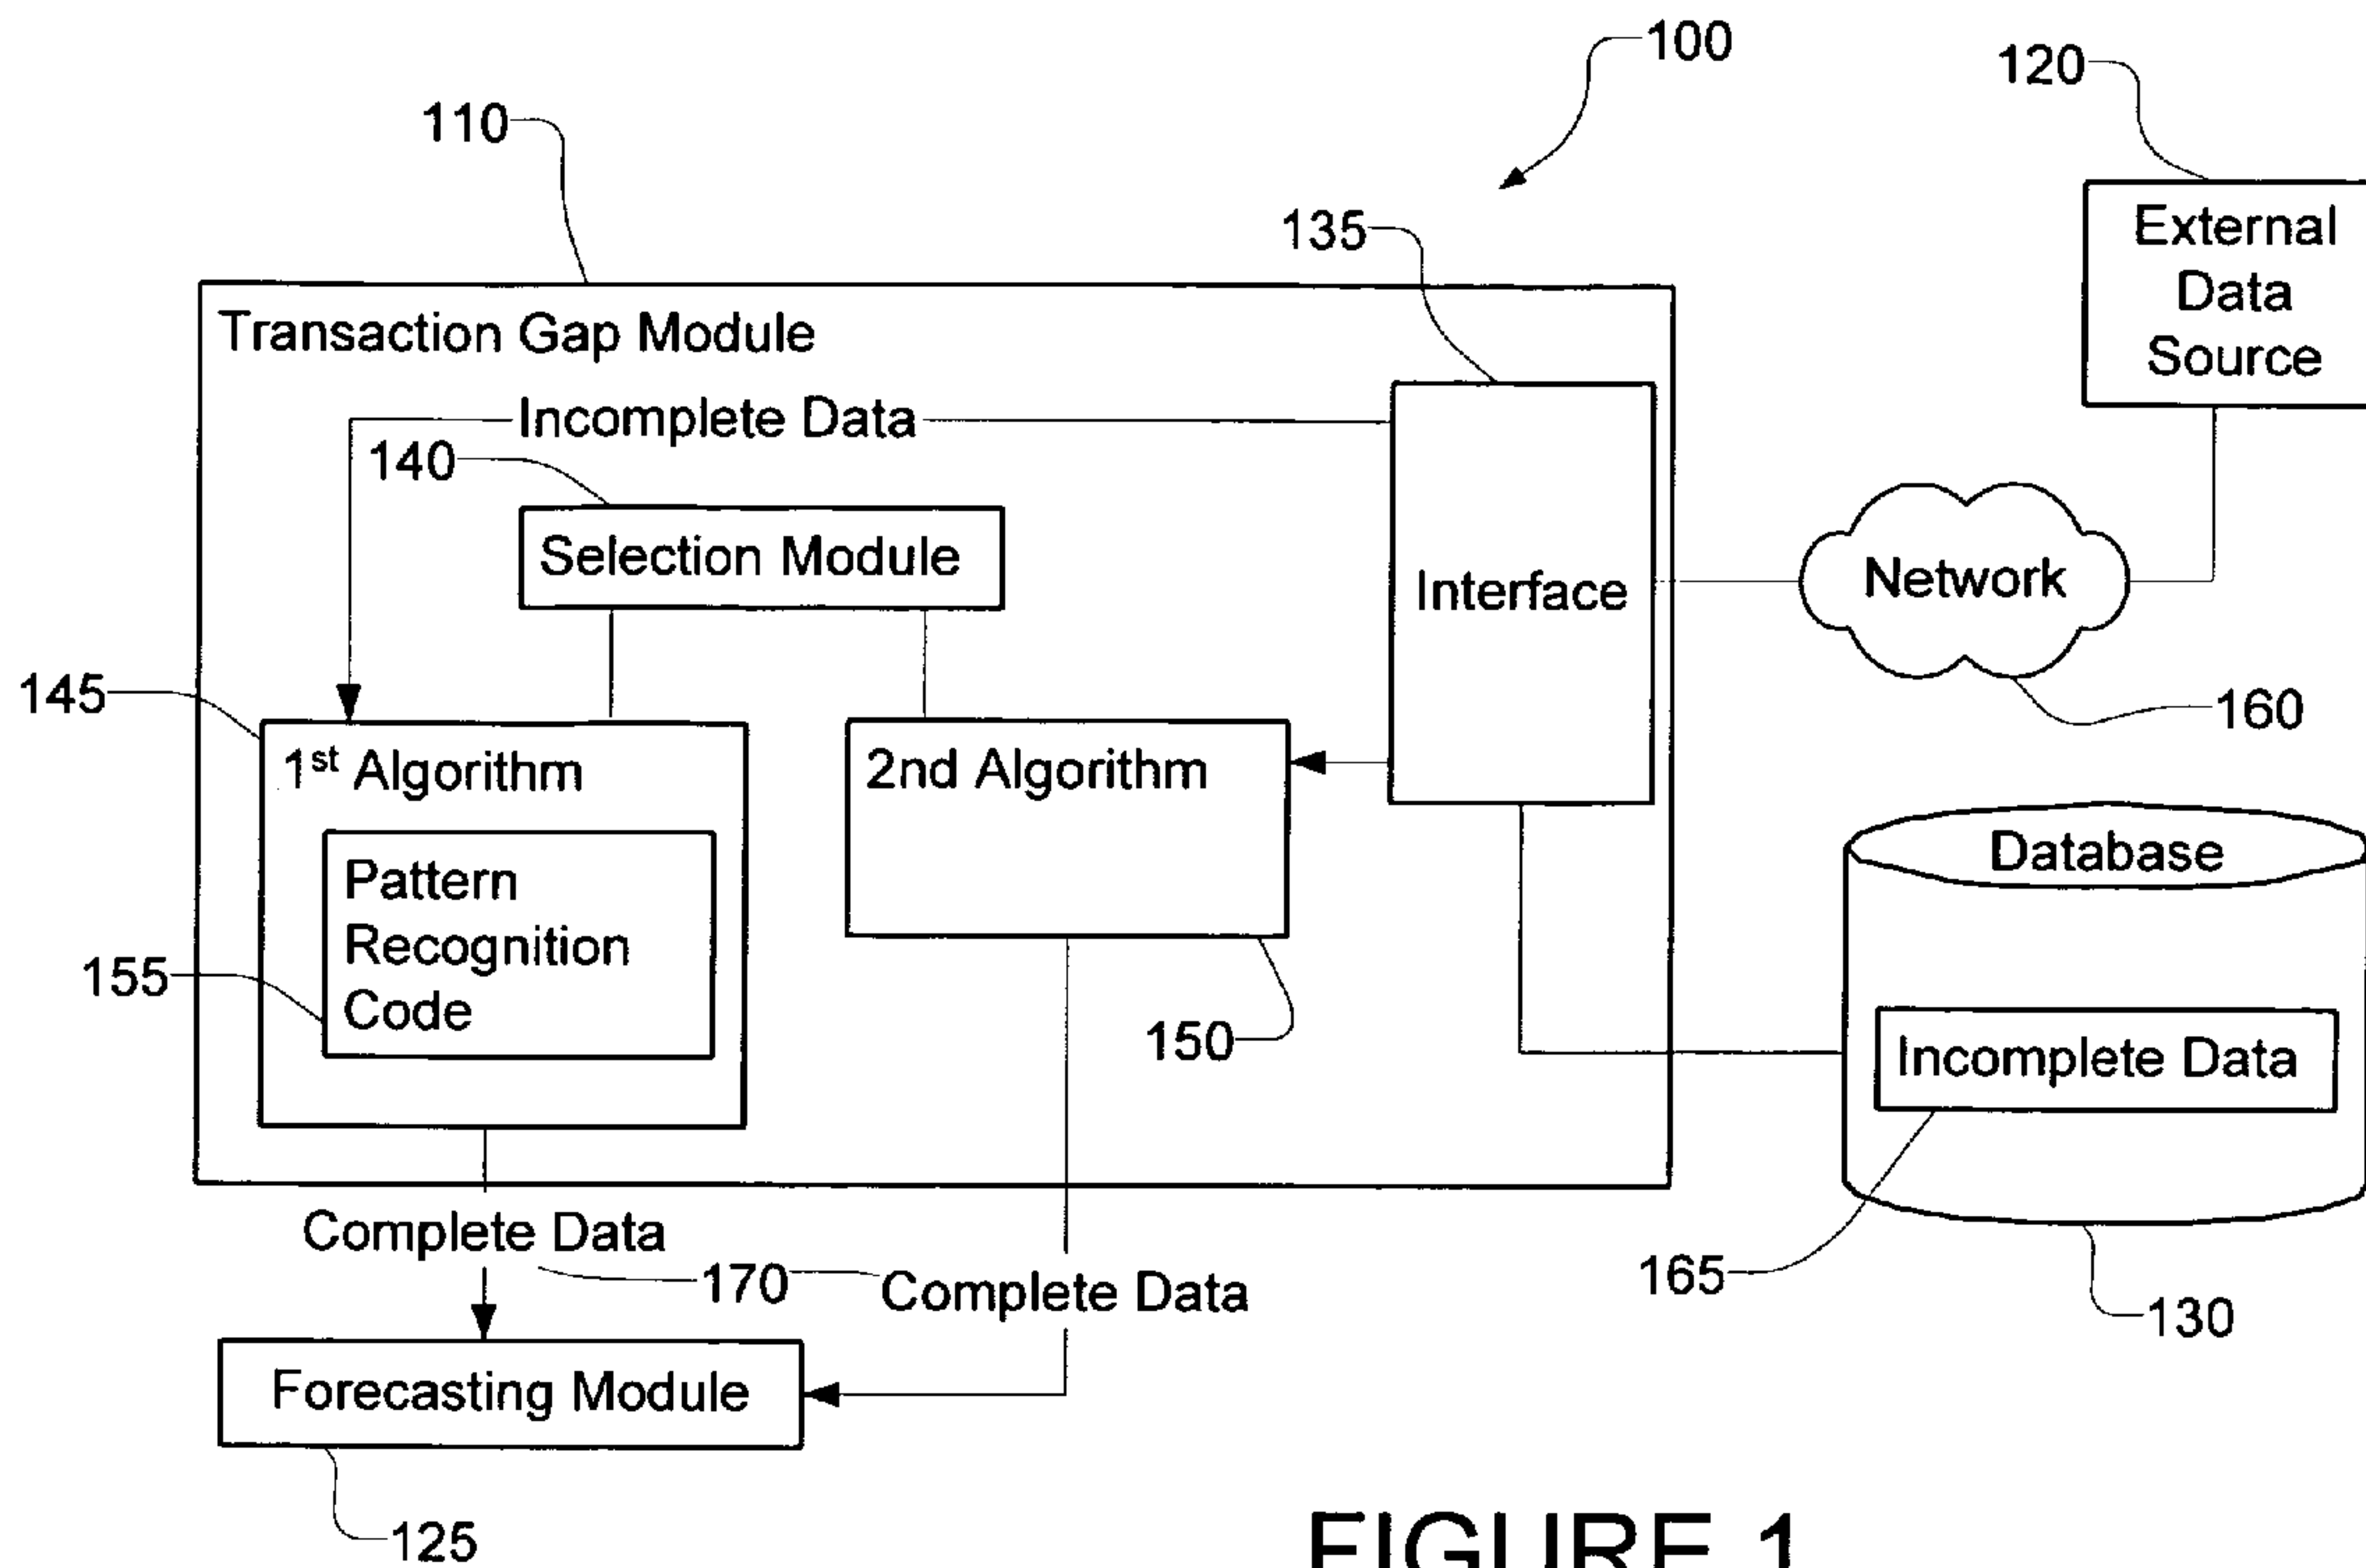 100
120
110
External
Data
Source
135
Transaction Gap Module
Incomplete Data
140
Selection Module
Interface
Network
160
145
1st Algorithm
2nd Algorithm
Pattern
Recognition
Code
155
150
Database
Incomplete Data
165
130
Complete Data
170
Complete Data
Forecasting Module
125
FIGURE 1